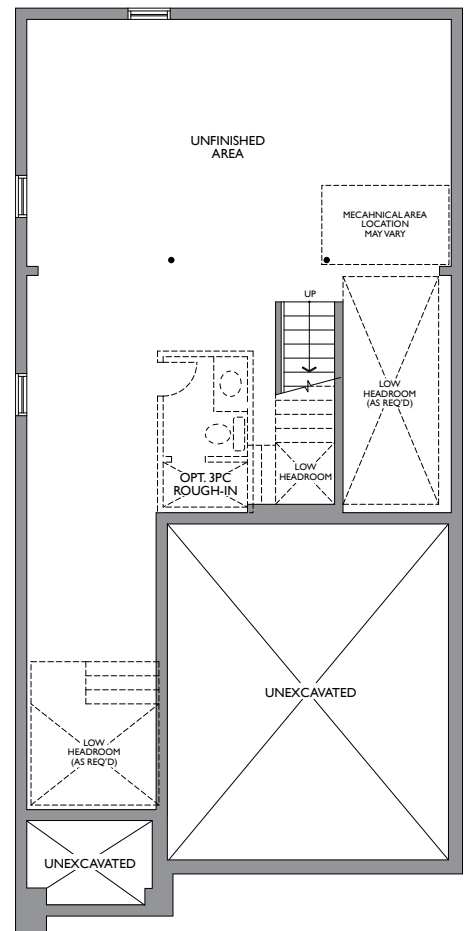 UNFINISHED
AREA
MECAHNICAL AREA
LOCATION
MAY VARY
UP
LOW
HEADROOM
(AS REQ'D)
LOW
HEADROOM
OPT. 3PC
ROUGH-IN
UNEXCAVATED
LOW
HEADROOM
(AS REQ'D)
UNEXCAVATED